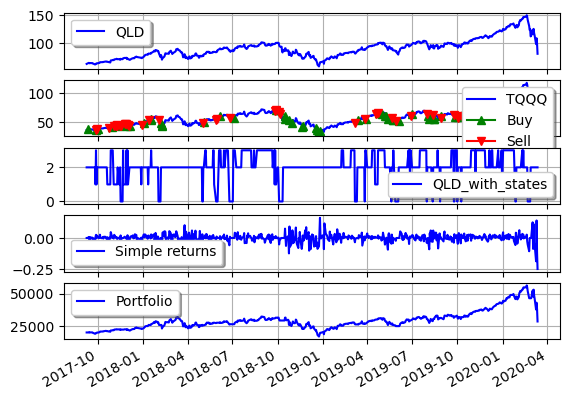 150
QLD
100
100
TQQQ
Buy
50
Sell
2
QLD_with_states
0
0.00
Simple returns
−0.25
50000
Portfolio
25000
2017-10 2018-01 2018-04 2018-07 2018-10 2019-01 2019-04 2019-07 2019-10 2020-01 2020-04